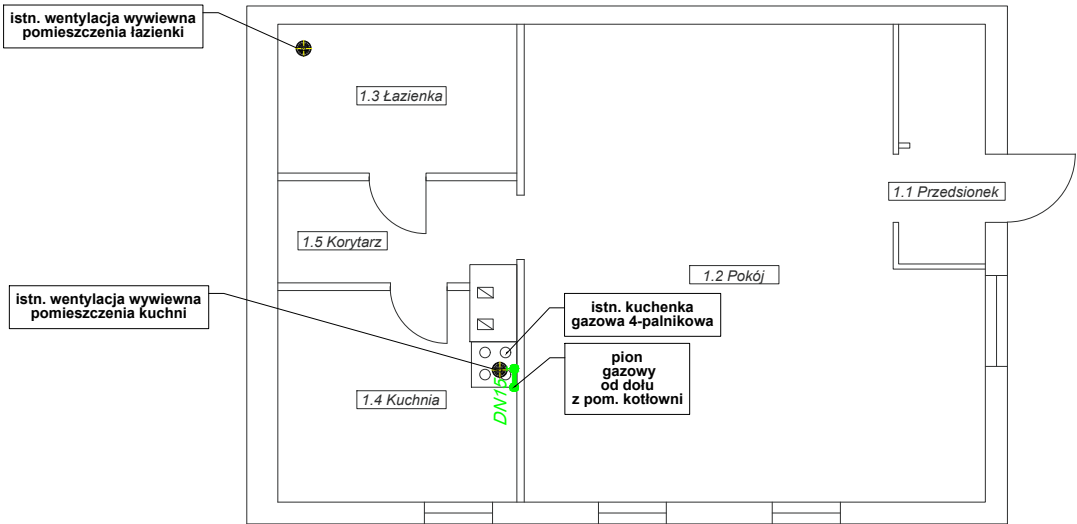 istn. wentylacja wywiewna
pomieszczenia łazienki
1.3 Łazienka
1.1 Przedsionek
1.5 Korytarz
1.2 Pokój
istn. wentylacja wywiewna
pomieszczenia kuchni
istn. kuchenka
gazowa 4-palnikowa
pion
gazowy
od dołu
z pom. kotłowni
1.4 Kuchnia
DN15